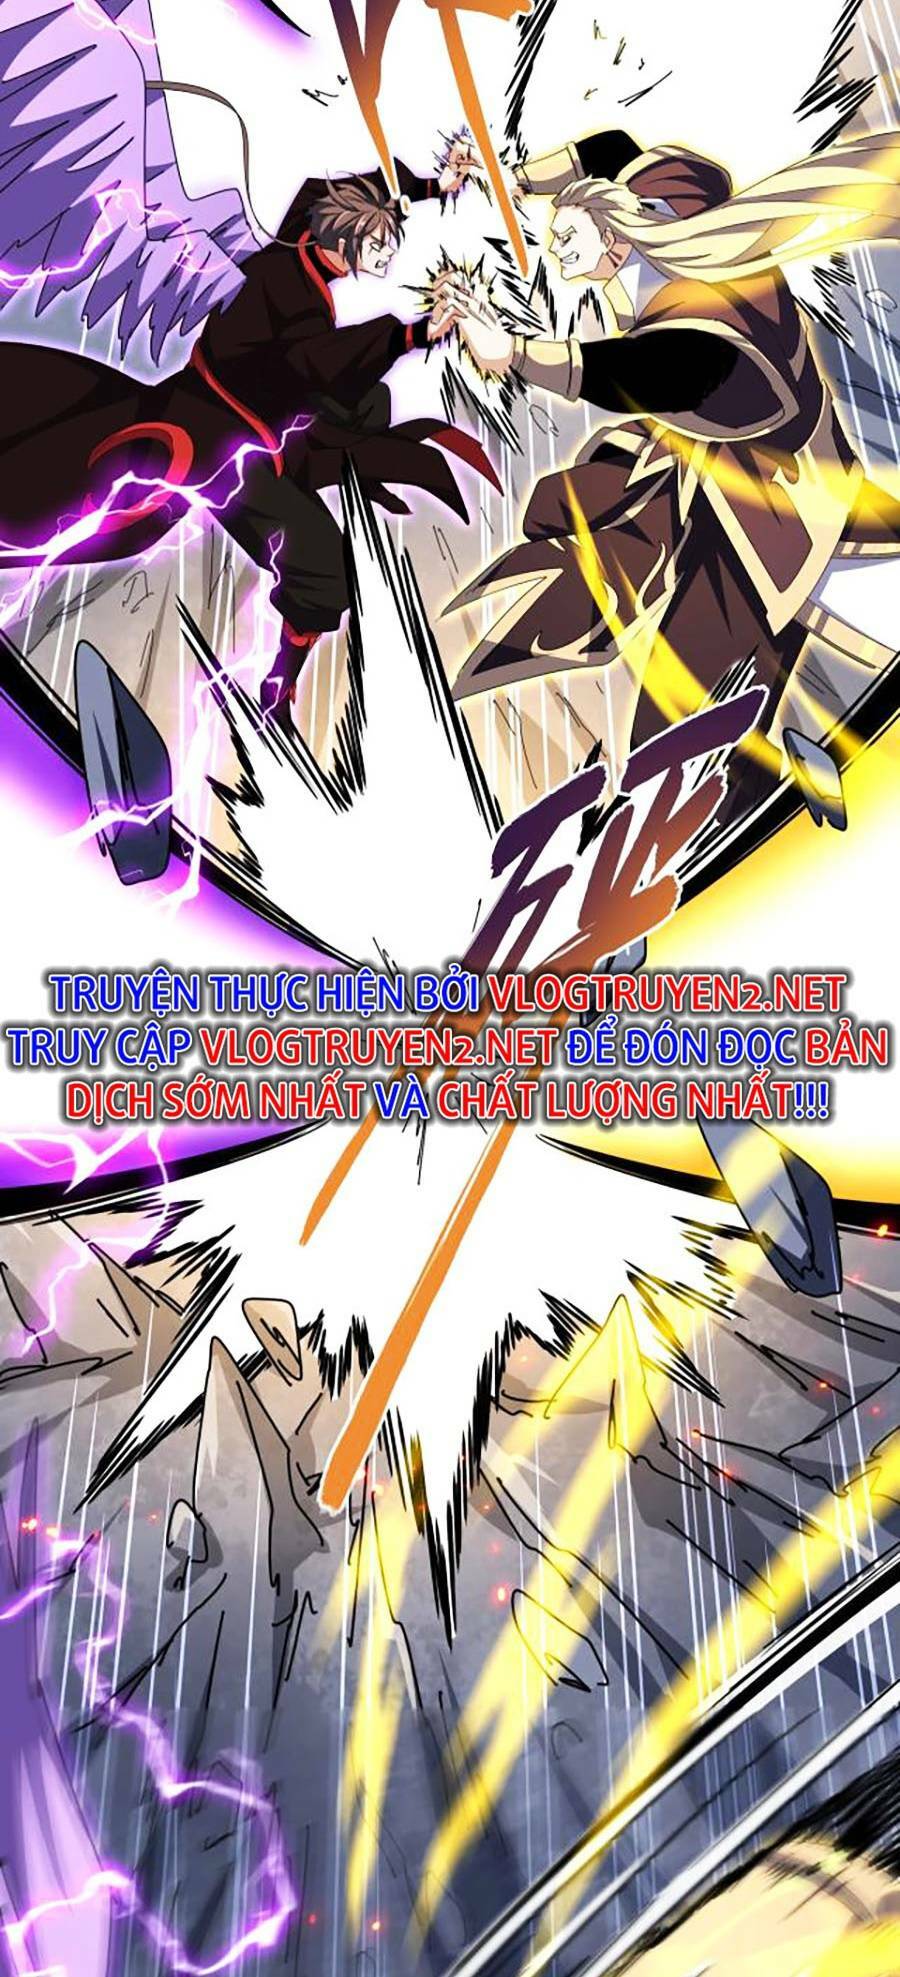 TRUYỆN THỰC HIỆN BỞI VLOGTRUYEN2.NET
TRUY CẬP VLOGTRUYEN2.NET ĐỂ ĐÓN ĐỌC BẢN
DỊCH SỚM NHẤT VÀ CHẤT LƯỢNG NHẤT!!!